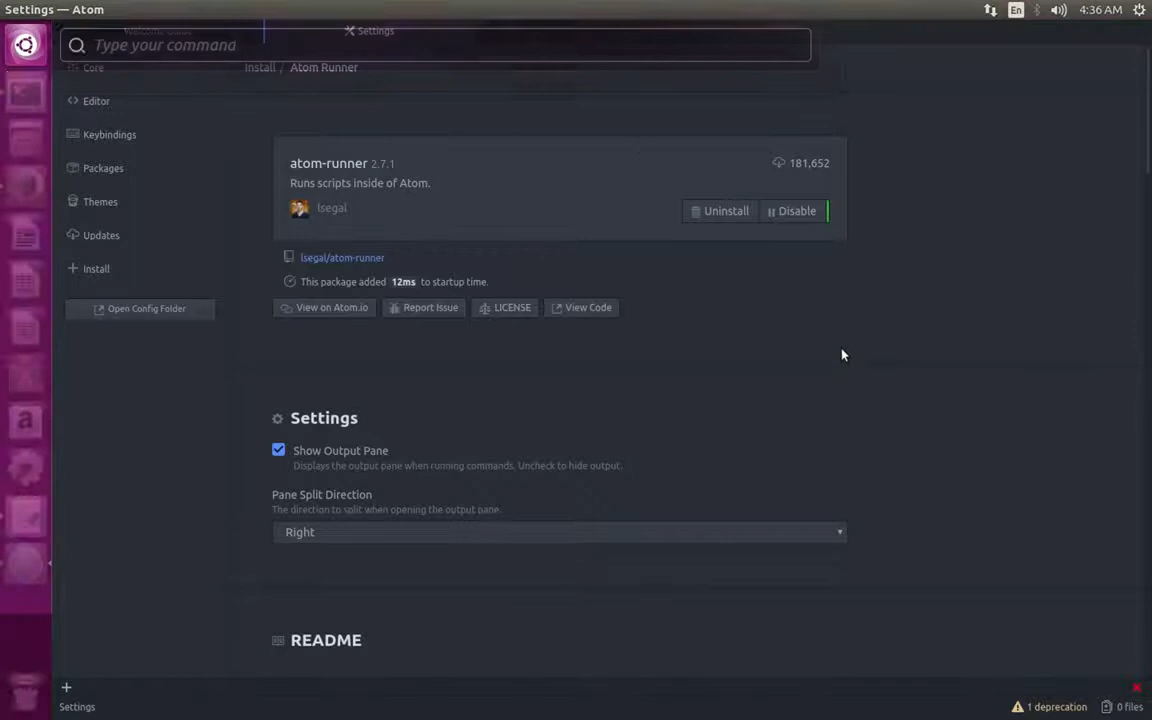 Settings — Atom
En
4:36 AM
Welcome Guide
Settings
Type your command
Core
Install / Atom Runner
Editor
Keybindings
Packages
Themes
Updates
Install
Open Config Folder
atom-runner 2.7.1
181,652
Runs scripts inside of Atom.
lsegal
Uninstall
Disable
lsegal/atom-runner
This package added 12ms to startup time.
View on Atom.io
Report Issue
LICENSE
View Code
Settings
Show Output Pane
Displays the output pane when running commands. Uncheck to hide output.
Pane Split Direction
The direction to split when opening the output pane.
Right
README
Settings
1 deprecation
0 files